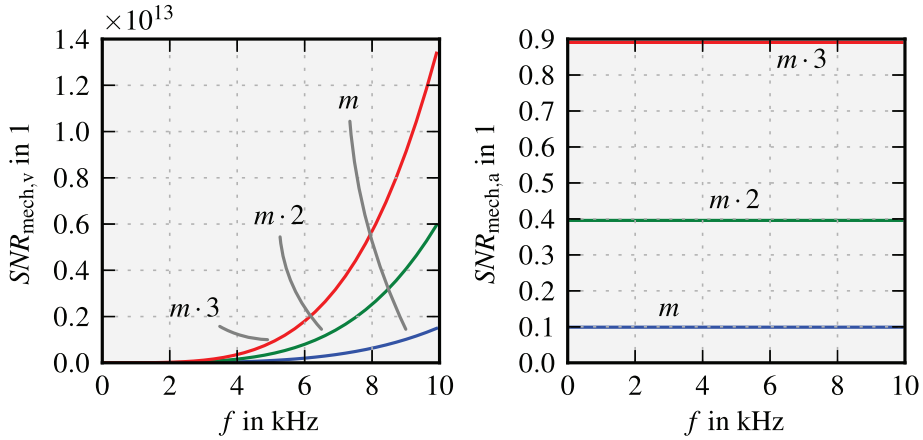 ×10¹³
1.4
1.2
1.0
0.8
0.6
0.4
0.2
0.0
SNR_mech,v in 1
m
m · 2
m · 3
0 2 4 6 8 10
f in kHz
0.9
0.8
0.7
0.6
0.5
0.4
0.3
0.2
0.1
0.0
SNR_mech,a in 1
m · 3
m · 2
m
0 2 4 6 8 10
f in kHz